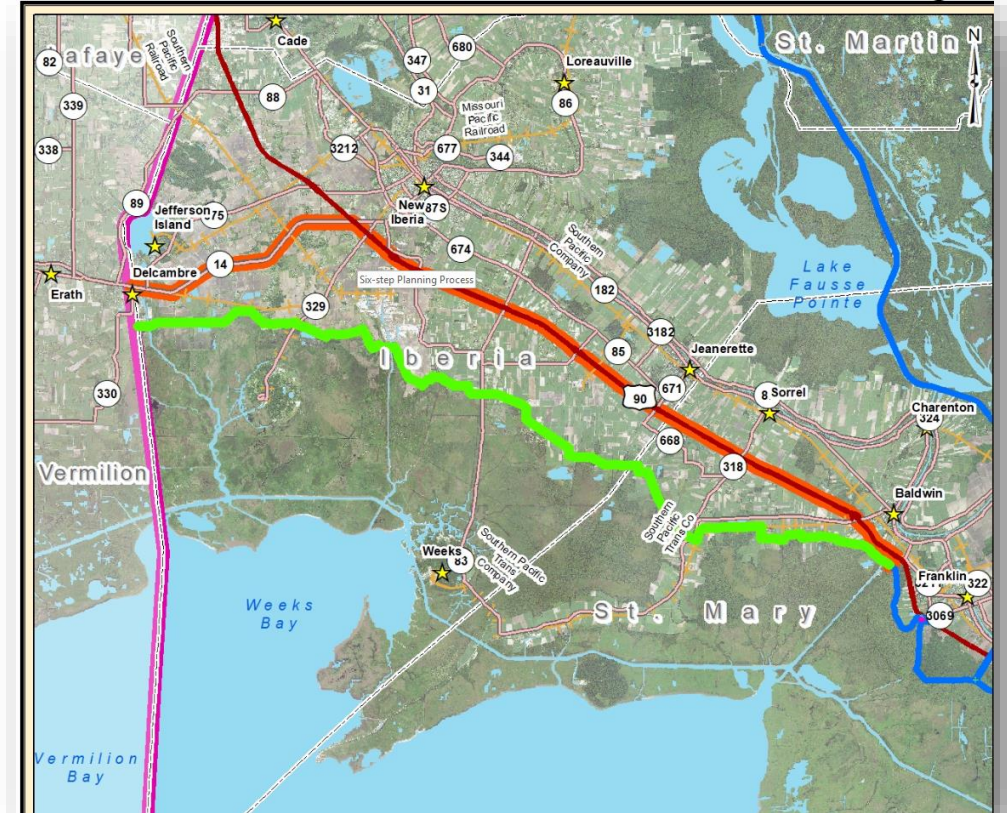 Lafaye
St. Martin
N
Cade
680
347
Loreauville
82
Southern
Pacific
Railroad
88
31
86
339
Missouri
Pacific
Railroad
3212
677
344
338
New
Iberia
87S
89
Jefferson
Island
675
674
Southern
Pacific
Company
Lake
Fausse
Pointe
14
Delcambre
Erath
Six-step Planning Process
329
182
3182
Iberia
85
Jeanerette
330
90
671
8
Sorrel
Charenton
324
668
318
Vermilion
Baldwin
Southern
Pacific
Trans Co
Weeks
83
Southern Pacific
Trans
Company
Franklin
322
Weeks
Bay
St. Mary
3069
Vermilion
Bay